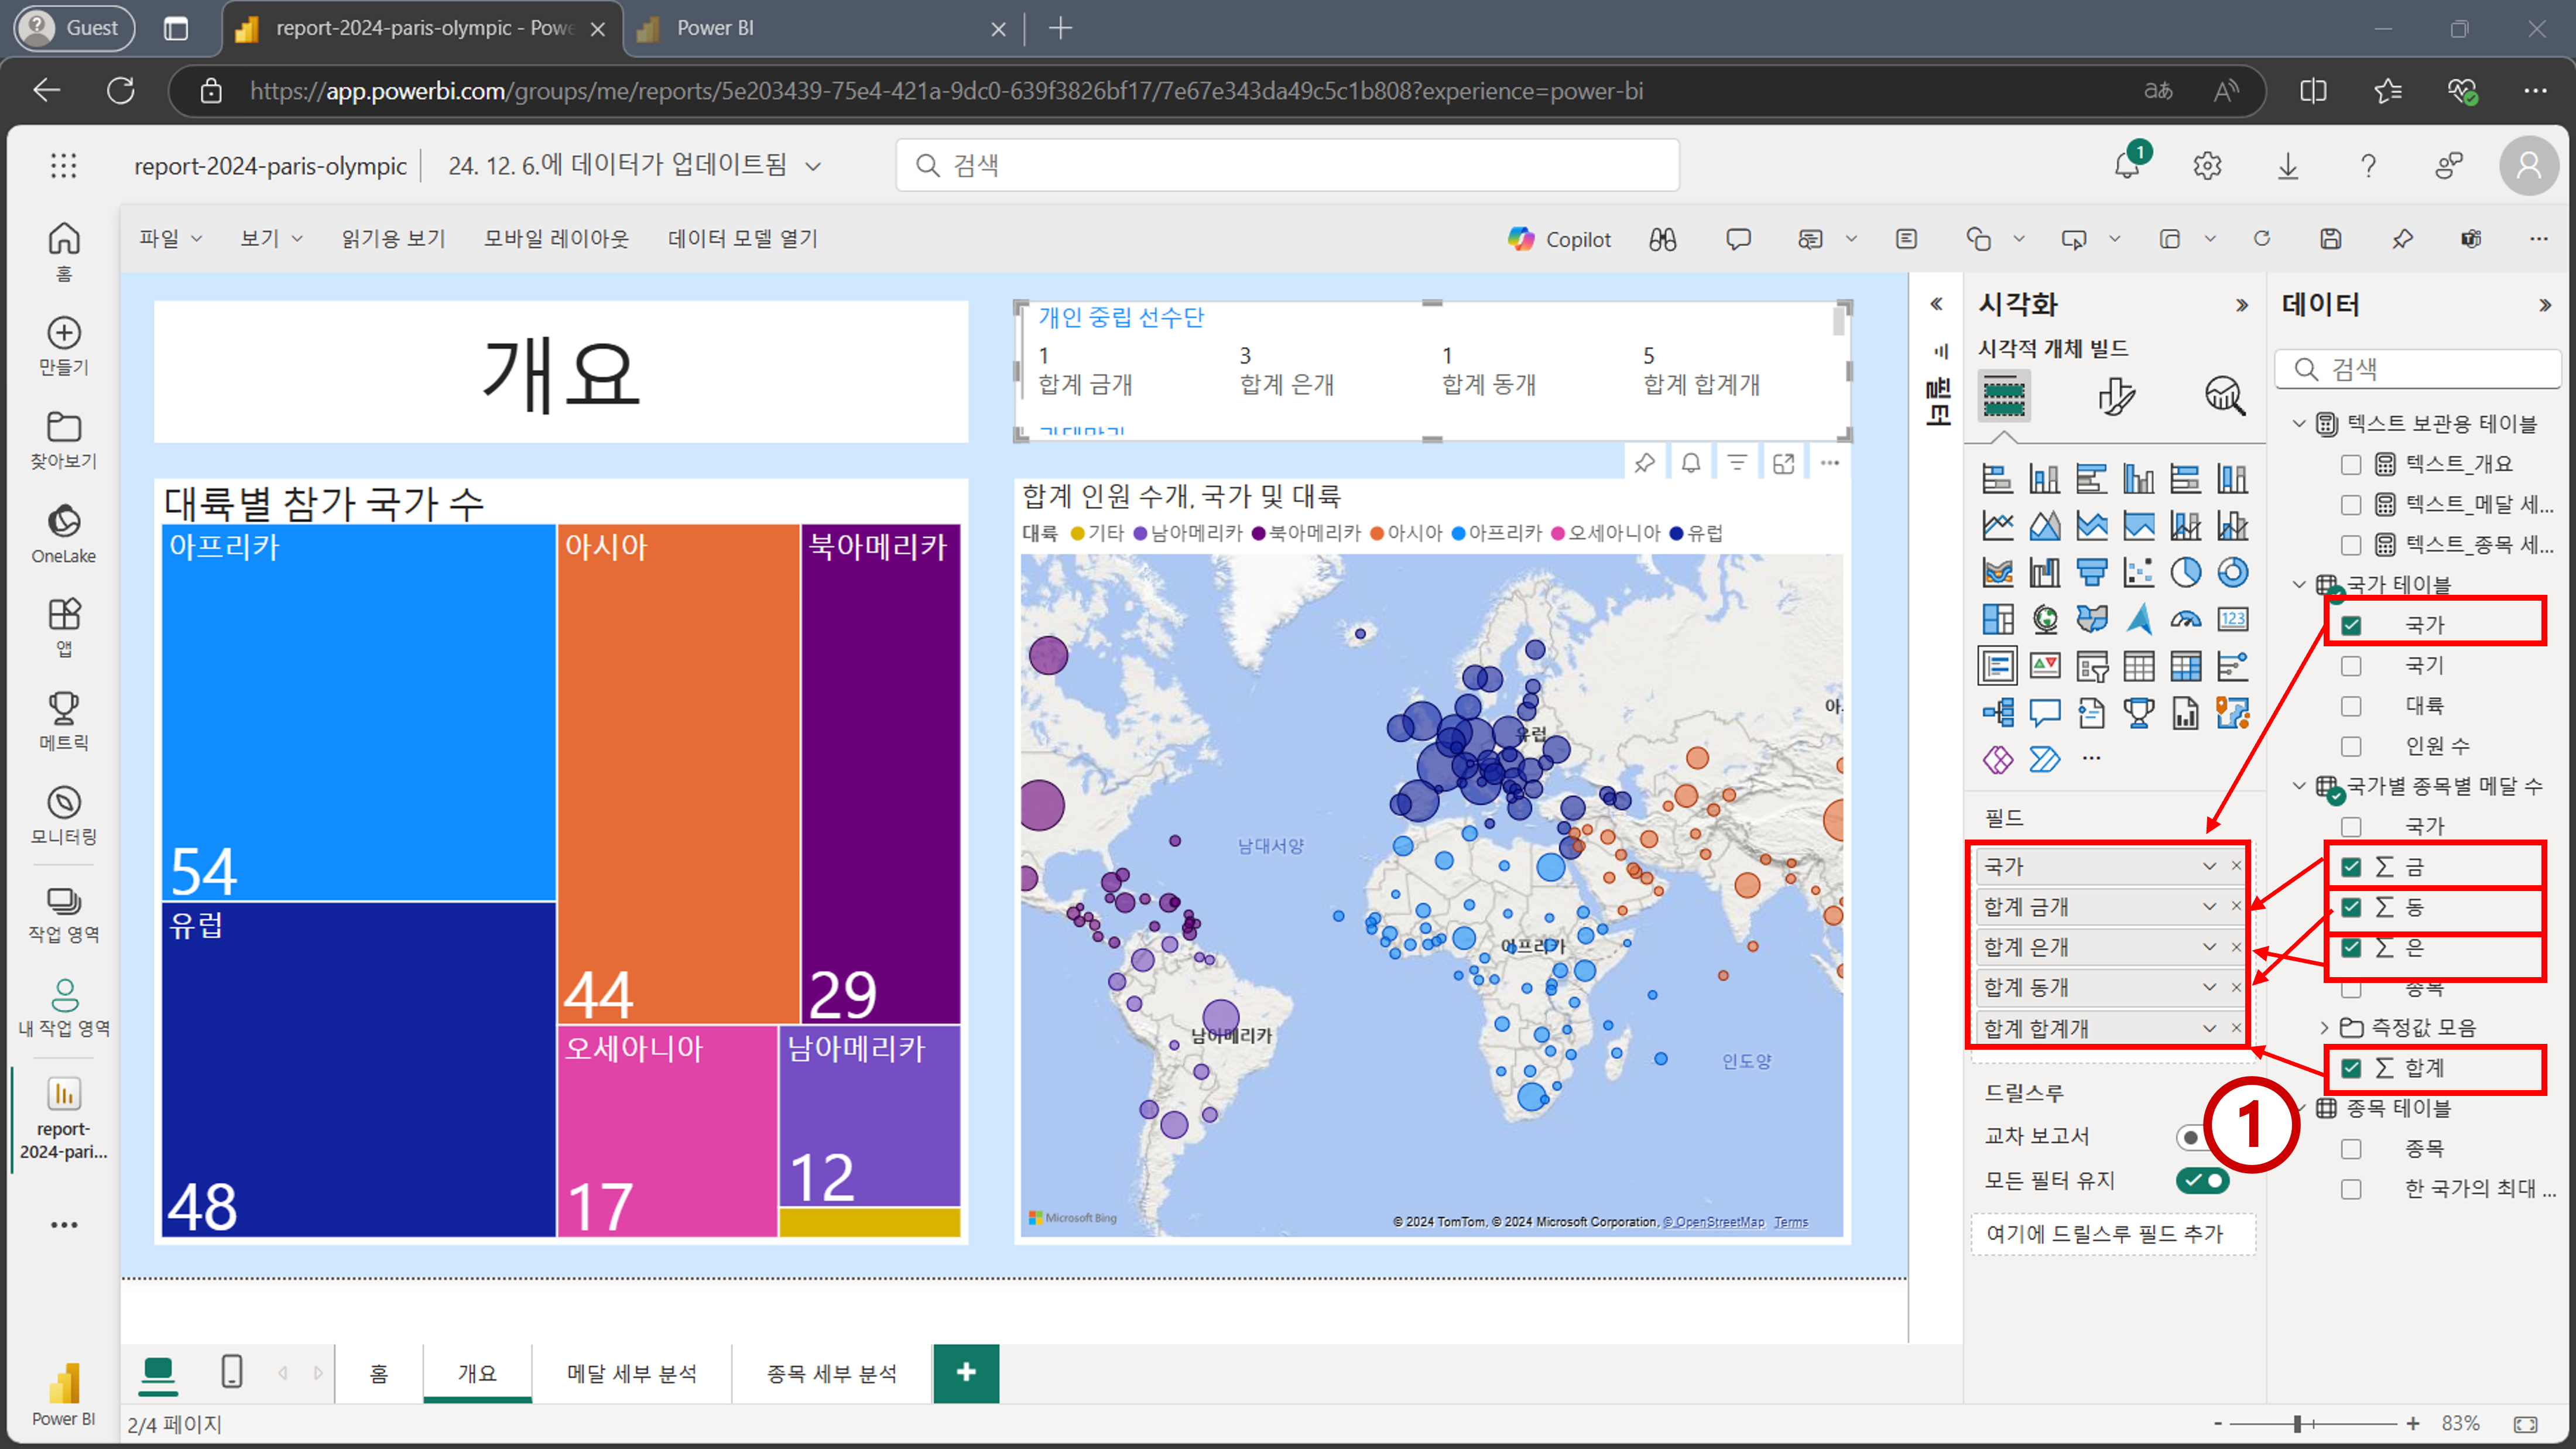 Guest
report-2024-paris-olympic - Powe
Power BI
https://app.powerbi.com/groups/me/reports/5e203439-75e4-421a-9dc0-639f3826bf17/7e67e343da49c5c1b808?experience=power-bi
report-2024-paris-olympic
24. 12. 6.에 데이터가 업데이트됨
검색
1
파일
보기
읽기용 보기
모바일 레이아웃
데이터 모델 열기
Copilot
홈
만들기
찾아보기
OneLake
앱
메트릭
모니터링
작업 영역
내 작업 영역
report-
2024-pari...
Power BI
개요
개인 중립 선수단
1 3 1 5
합계 금개 합계 은개 합계 동개 합계 합계개
대륙별 참가 국가 수
아프리카
54
유럽
48
아시아
44
북아메리카
29
오세아니아
17
남아메리카
12
합계 인원 수개, 국가 및 대륙
대륙 기타 남아메리카 북아메리카 아시아 아프리카 오세아니아 유럽
유럽
남대서양
아프리카
남아메리카
인도양
Microsoft Bing
© 2024 TomTom, © 2024 Microsoft Corporation, © OpenStreetMap Terms
필터
시각화
시각적 개체 빌드
123
필드
국가
합계 금개
합계 은개
합계 동개
합계 합계개
드릴스루
교차 보고서
모든 필터 유지
여기에 드릴스루 필드 추가
1
데이터
검색
텍스트 보관용 테이블
텍스트_개요
텍스트_메달 세...
텍스트_종목 세...
국가 테이블
국가
국기
대륙
인원 수
국가별 종목별 메달 수
국가
금
동
은
종목
측정값 모음
합계
종목 테이블
종목
한 국가의 최대 ...
홈
개요
메달 세부 분석
종목 세부 분석
2/4 페이지
- + 83%